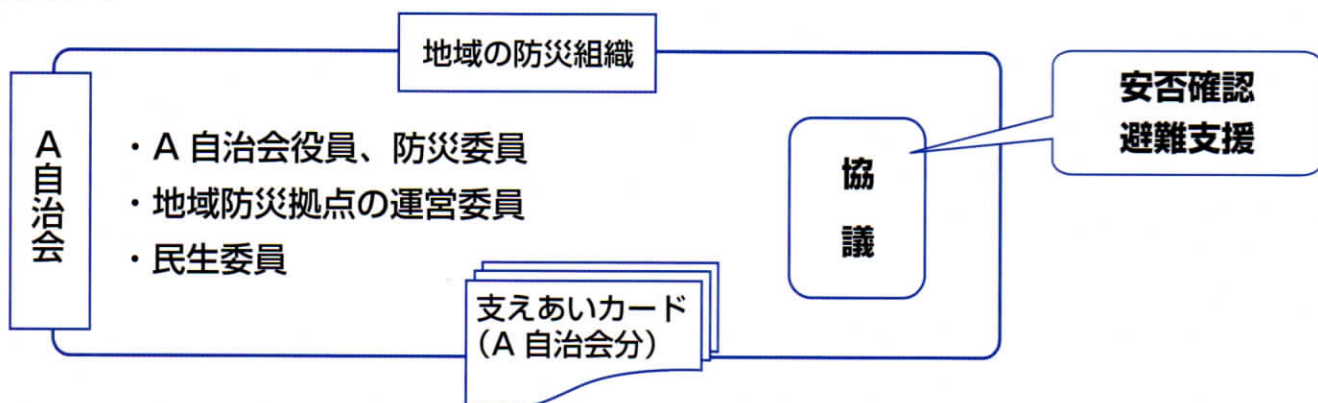 地域の防災組織
A自治会
・A 自治会役員、防災委員
・地域防災拠点の運営委員
・民生委員
支えあいカード
（A 自治会分）
協
議
安否確認
避難支援